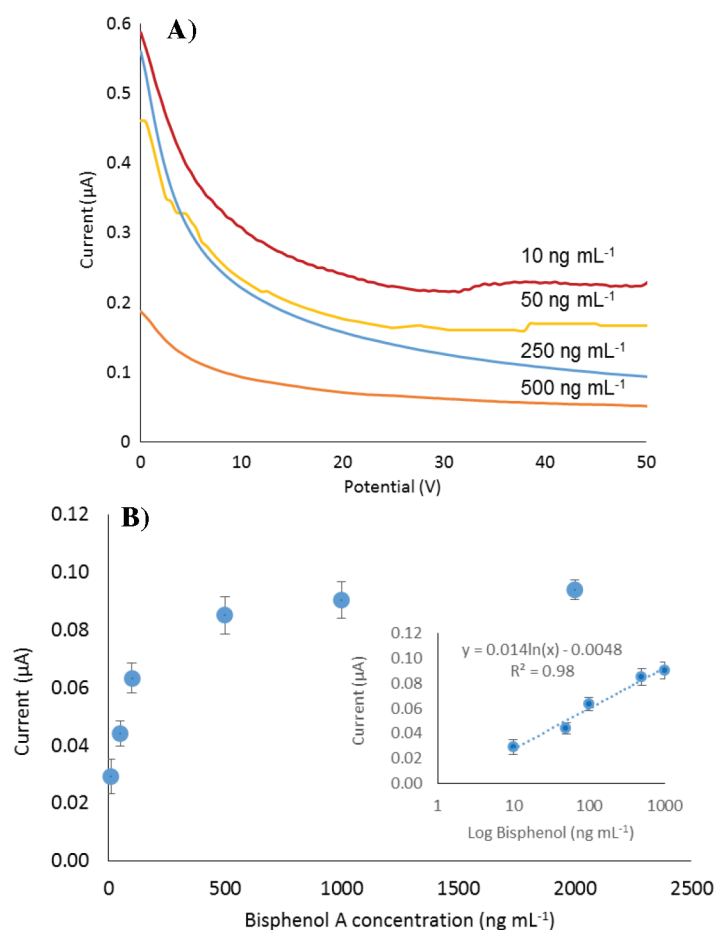 A)
0.6
0.5
0.4
0.3
0.2
0.1
0
Current (µA)
10 ng mL⁻¹
50 ng mL⁻¹
250 ng mL⁻¹
500 ng mL⁻¹
0 10 20 30 40 50
Potential (V)
B)
0.12
0.10
0.08
0.06
0.04
0.02
0.00
Current (µA)
0 500 1000 1500 2000 2500
Bisphenol A concentration (ng mL⁻¹)
y = 0.014ln(x) - 0.0048
R² = 0.98
0.12
0.10
0.08
0.06
0.04
0.02
0.00
Current (µA)
1 10 100 1000
Log Bisphenol (ng mL⁻¹)